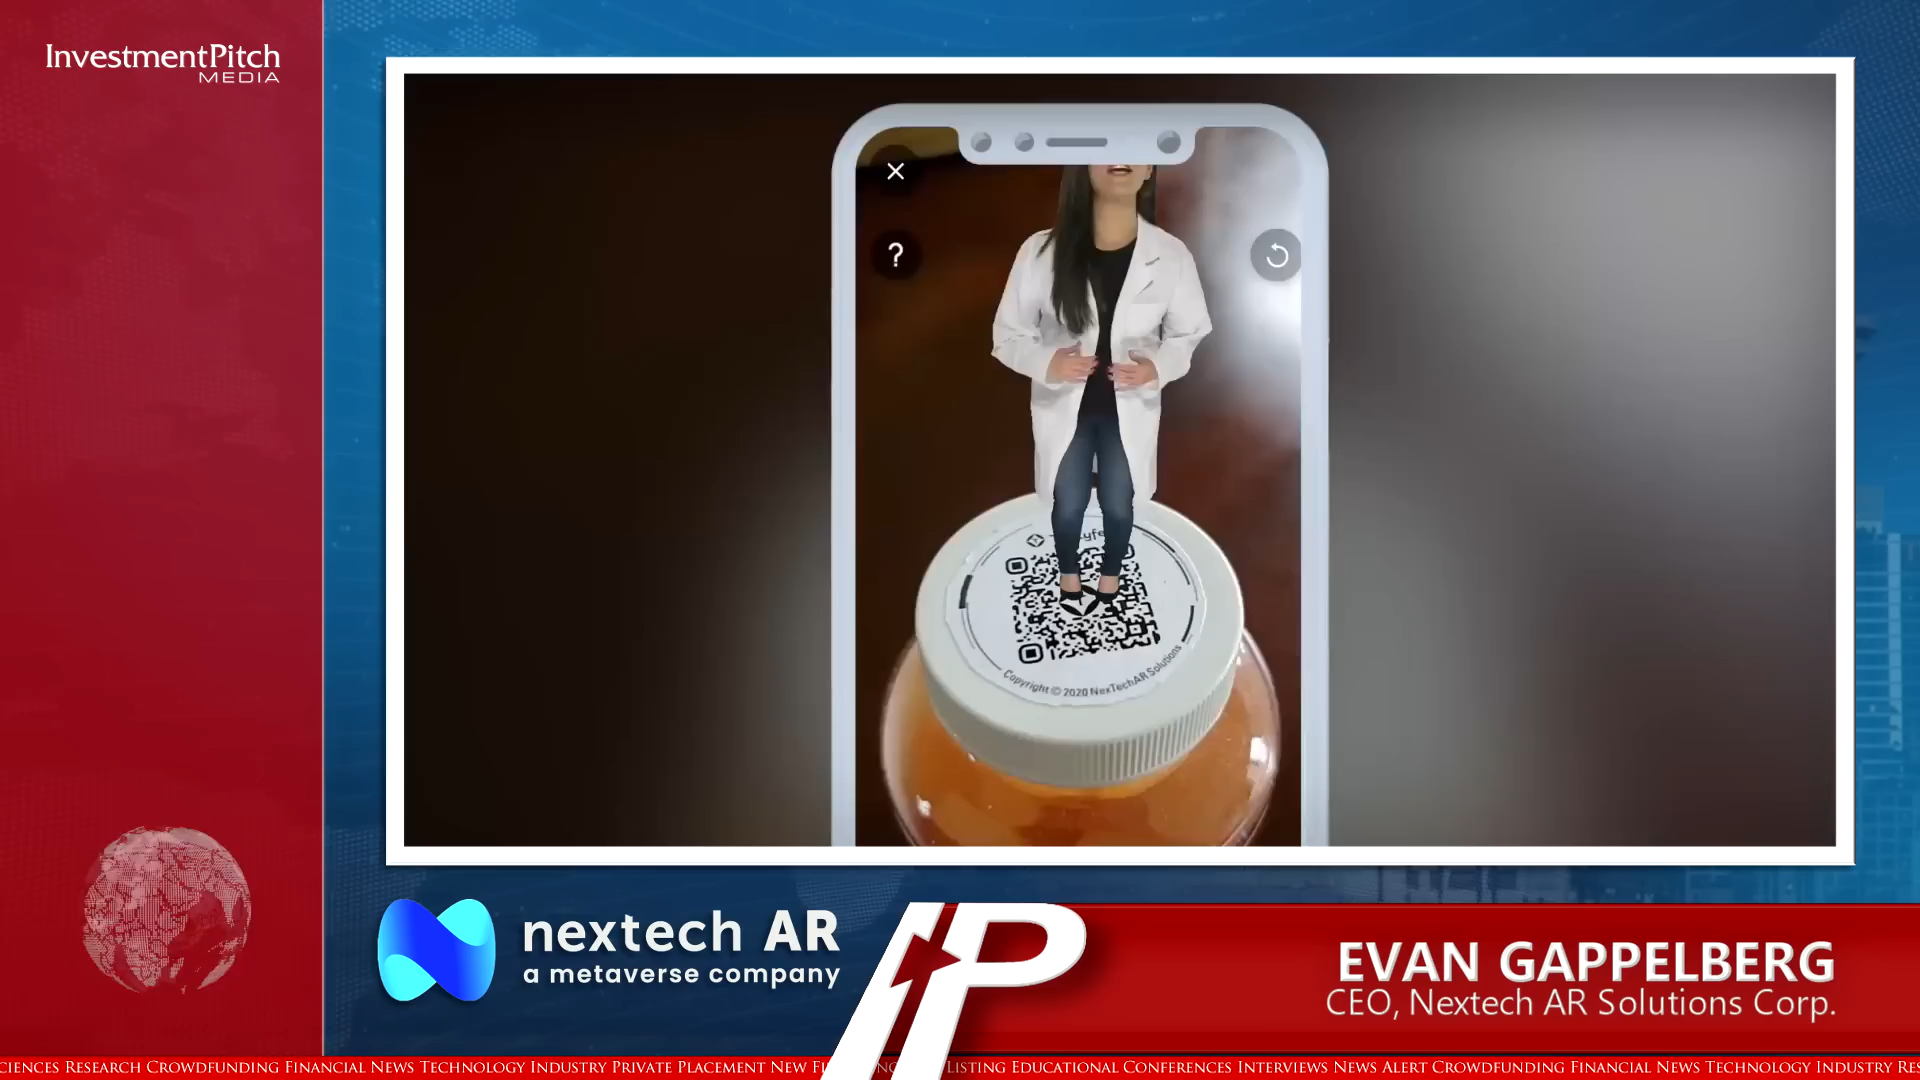 InvestmentPitch
MEDIA
?
Copyright © 2020 NexTechAR Solutions
nextech AR
a metaverse company
IP
EVAN GAPPELBERG
CEO, Nextech AR Solutions Corp.
RESEARCH CROWDFUNDING FINANCIAL NEWS TECHNOLOGY INDUSTRY PRIVATE PLACEMENT NEW
LISTING EDUCATIONAL CONFERENCES INTERVIEWS NEWS ALERT CROWDFUNDING FINANCIAL NEWS TECHNOLOGY INDUSTRY